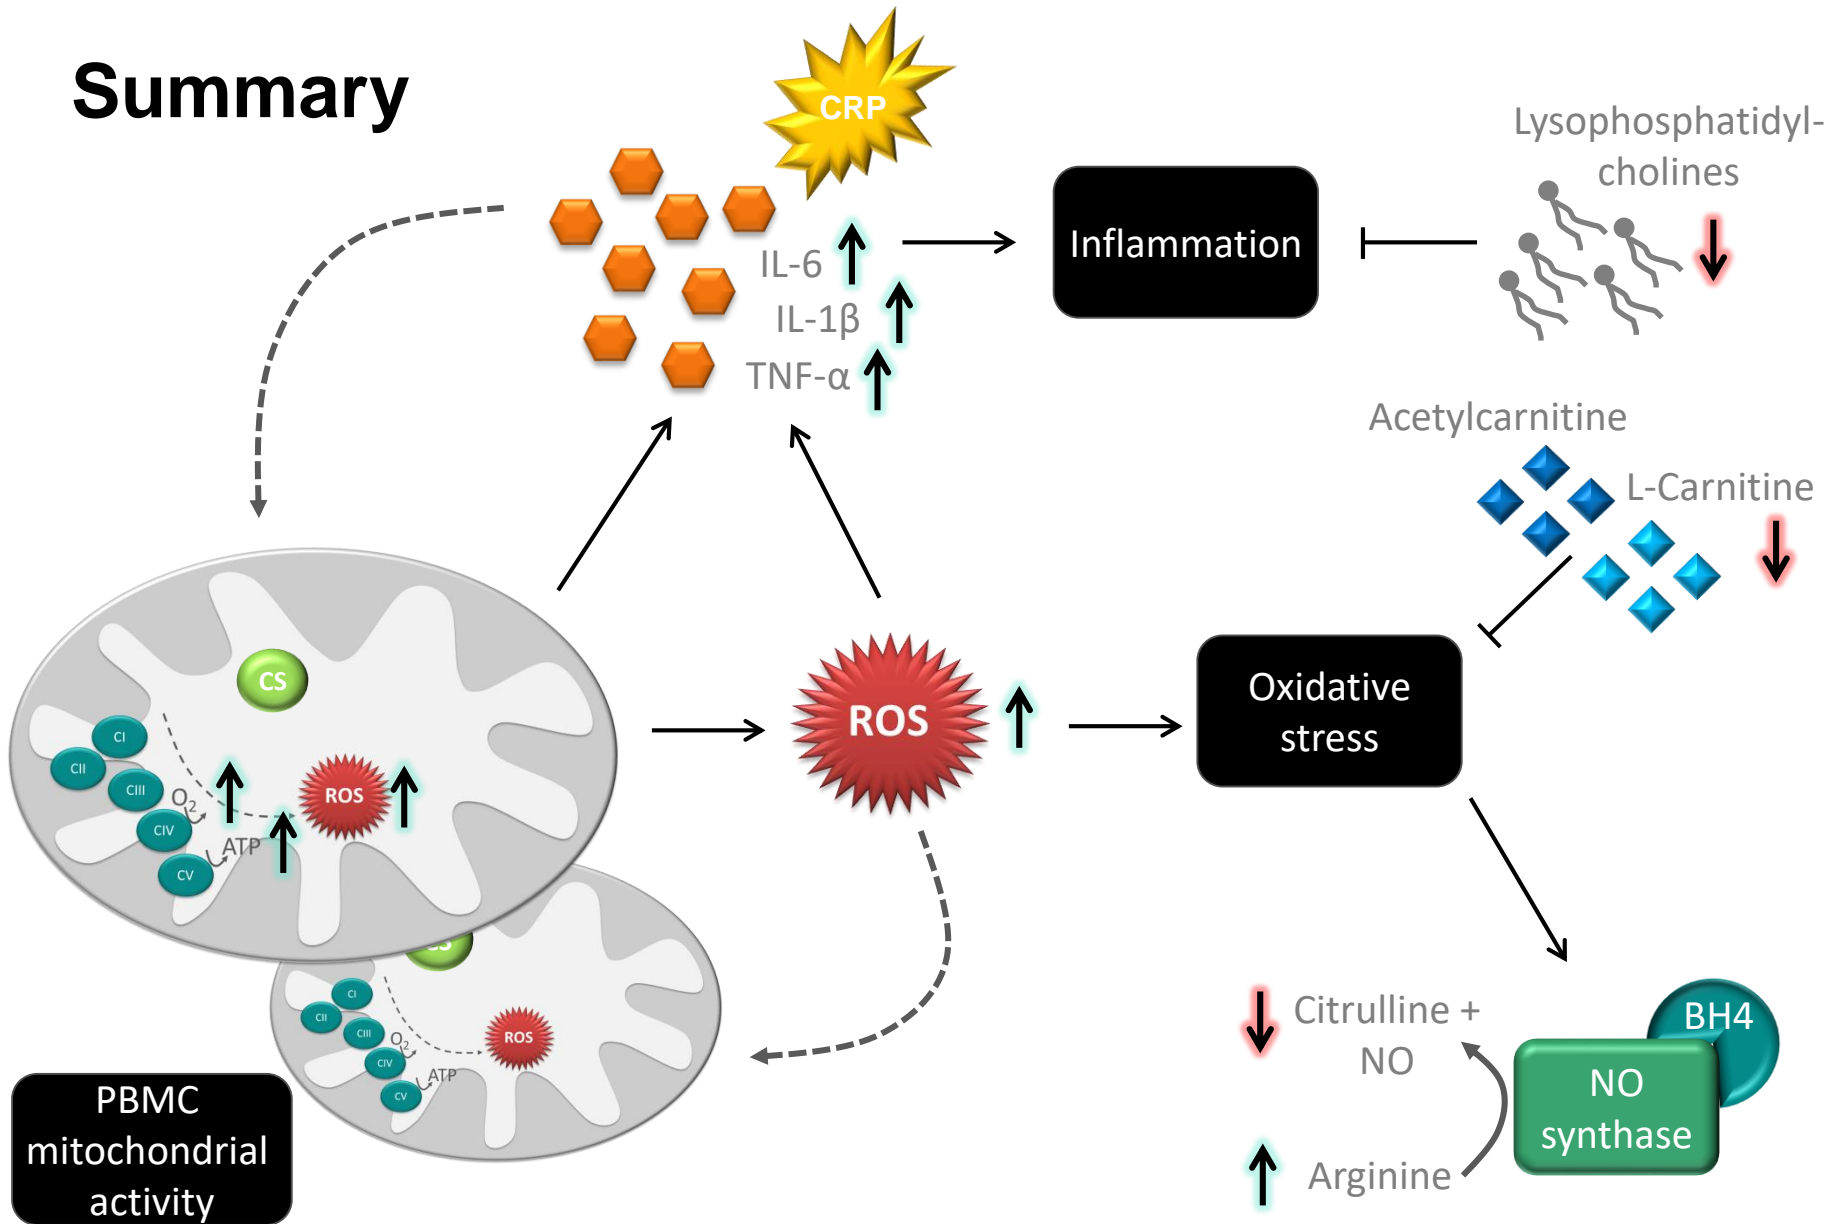 Summary
CRP
Lysophosphatidyl-
cholines
IL-6
Inflammation
IL-1β
TNF-α
Acetylcarnitine
L-Carnitine
CS
CI
CII
CIII
O₂
CIV
ATP
CV
ROS
ROS
Oxidative
stress
CS
CI
CII
CIII
O₂
CIV
ATP
CV
ROS
PBMC
mitochondrial
activity
Citrulline +
NO
Arginine
BH4
NO
synthase